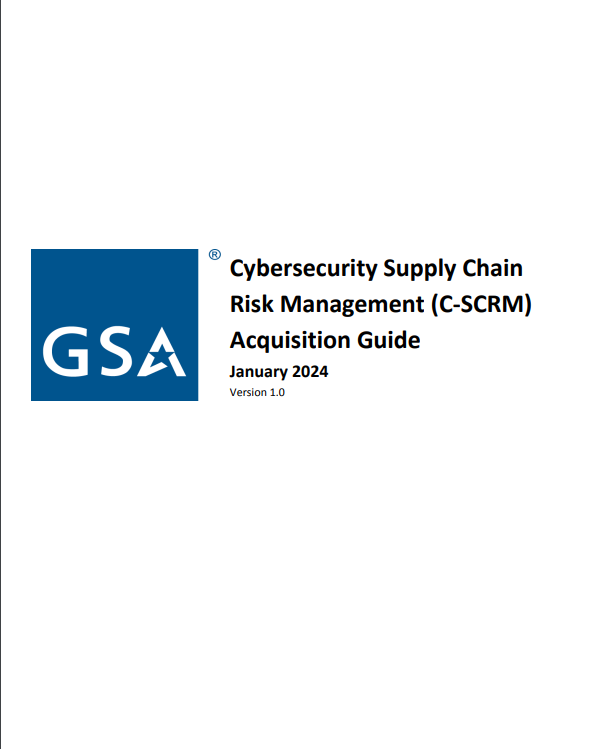 GSA ®
Cybersecurity Supply Chain
Risk Management (C-SCRM)
Acquisition Guide
January 2024
Version 1.0